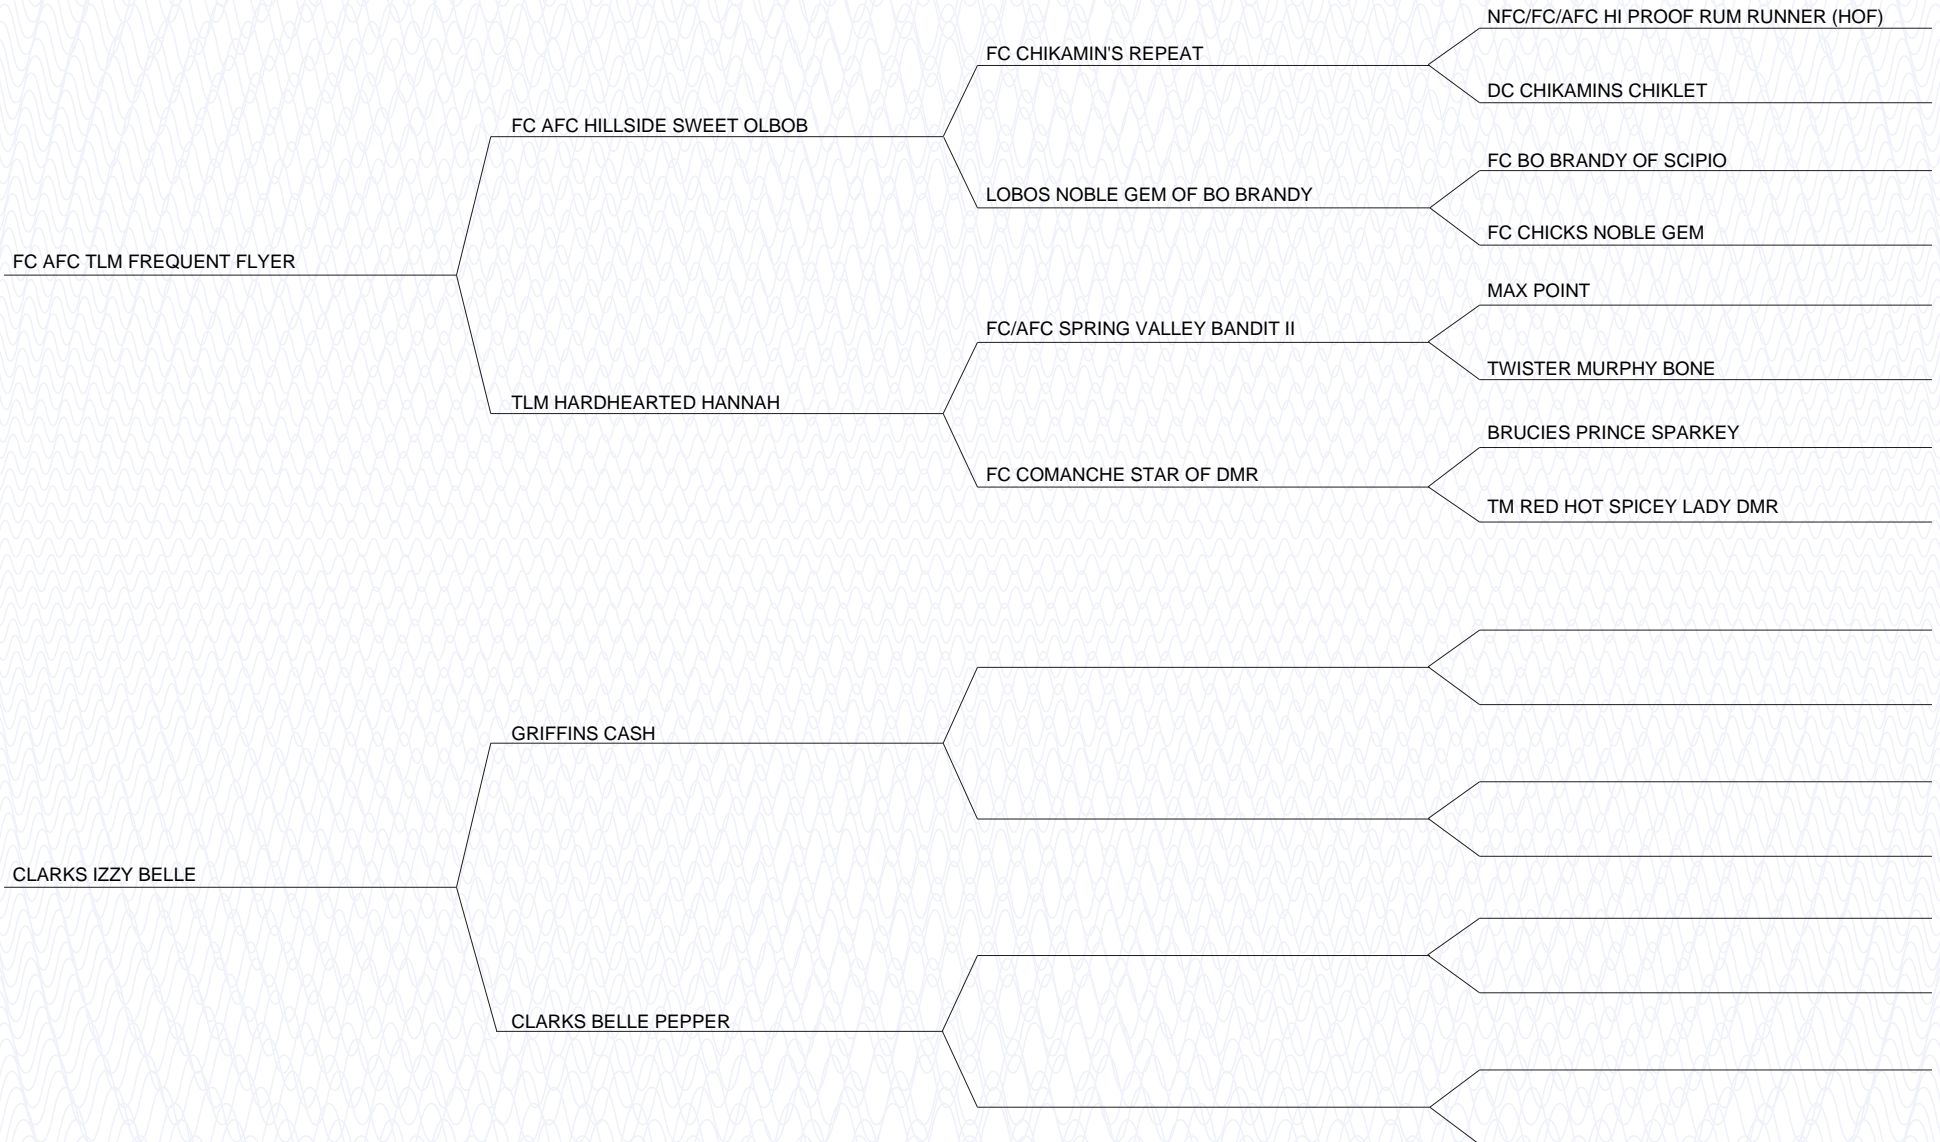 NFC/FC/AFC HI PROOF RUM RUNNER (HOF)
FC CHIKAMIN'S REPEAT
DC CHIKAMINS CHIKLET
FC AFC HILLSIDE SWEET OLBOB
FC BO BRANDY OF SCIPIO
LOBOS NOBLE GEM OF BO BRANDY
FC CHICKS NOBLE GEM
FC AFC TLM FREQUENT FLYER
MAX POINT
FC/AFC SPRING VALLEY BANDIT II
TWISTER MURPHY BONE
TLM HARDHEARTED HANNAH
BRUCIES PRINCE SPARKEY
FC COMANCHE STAR OF DMR
TM RED HOT SPICEY LADY DMR
GRIFFINS CASH
CLARKS IZZY BELLE
CLARKS BELLE PEPPER